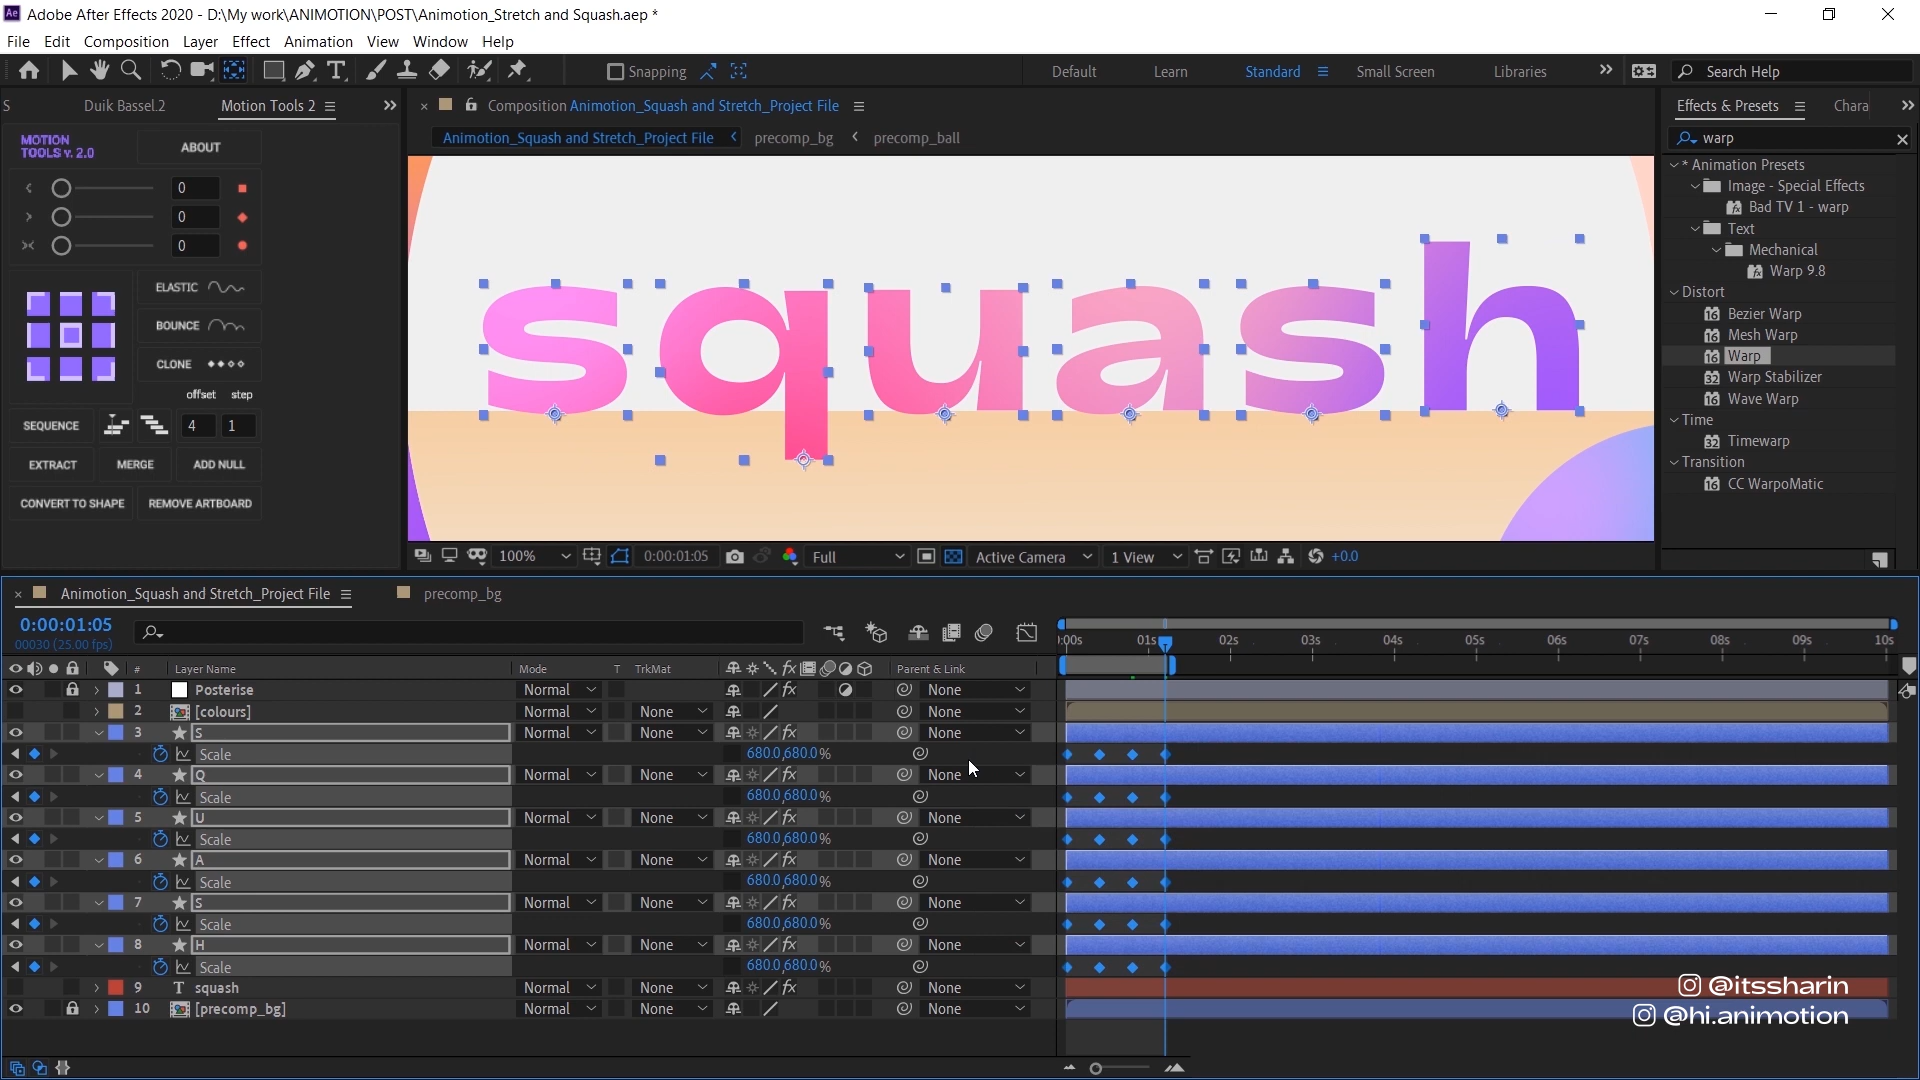 Adobe After Effects 2020 - D:\My work\ANIMOTION\POST\Animotion_Stretch and Squash.aep *
File Edit Composition Layer Effect Animation View Window Help
Snapping Default Learn Standard Small Screen Libraries Search Help
S Duik Bassel.2 Motion Tools 2
Composition Animotion_Squash and Stretch_Project File
Effects & Presets Chara
Animotion_Squash and Stretch_Project File precomp_bg precomp_ball
MOTION TOOLS v. 2.0 ABOUT
0
0
0
ELASTIC
BOUNCE
CLONE
offset step
SEQUENCE 4 1
EXTRACT MERGE ADD NULL
CONVERT TO SHAPE REMOVE ARTBOARD
squash
100% 0:00:01:05 Full Active Camera 1 View +0.0
warp
* Animation Presets
Image - Special Effects
Bad TV 1 - warp
Text
Mechanical
Warp 9.8
Distort
Bezier Warp
Mesh Warp
Warp
Warp Stabilizer
Wave Warp
Time
Timewarp
Transition
CC WarpoMatic
Animotion_Squash and Stretch_Project File precomp_bg
0:00:01:05
00030 (25.00 fps)
):00s 01s 02s 03s 04s 05s 06s 07s 08s 09s 10s
# Layer Name Mode T TrkMat Parent & Link
1 Posterise Normal None
2 [colours] Normal None None
3 S Normal None None
Scale 680.0,680.0%
4 Q Normal None None
Scale 680.0,680.0%
5 U Normal None None
Scale 680.0,680.0%
6 A Normal None None
Scale 680.0,680.0%
7 S Normal None None
Scale 680.0,680.0%
8 H Normal None None
Scale 680.0,680.0%
9 T squash Normal None None
10 [precomp_bg] Normal None None
@itssharin
@hi.animotion